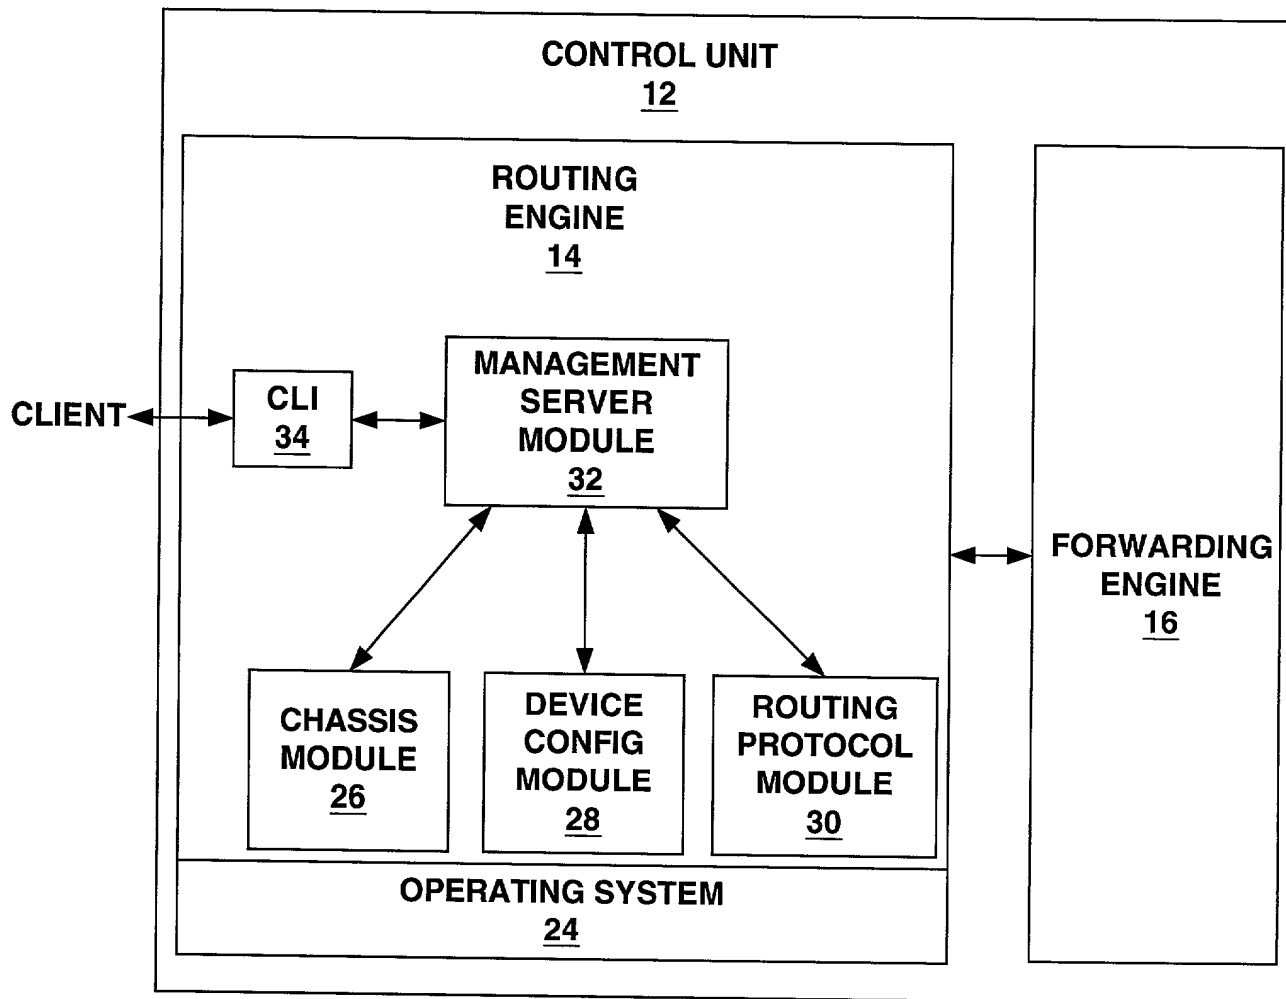 CONTROL UNIT
12
ROUTING
ENGINE
14
MANAGEMENT
SERVER
MODULE
32
CLI
34
CLIENT
FORWARDING
ENGINE
16
CHASSIS
MODULE
26
DEVICE
CONFIG
MODULE
28
ROUTING
PROTOCOL
MODULE
30
OPERATING SYSTEM
24